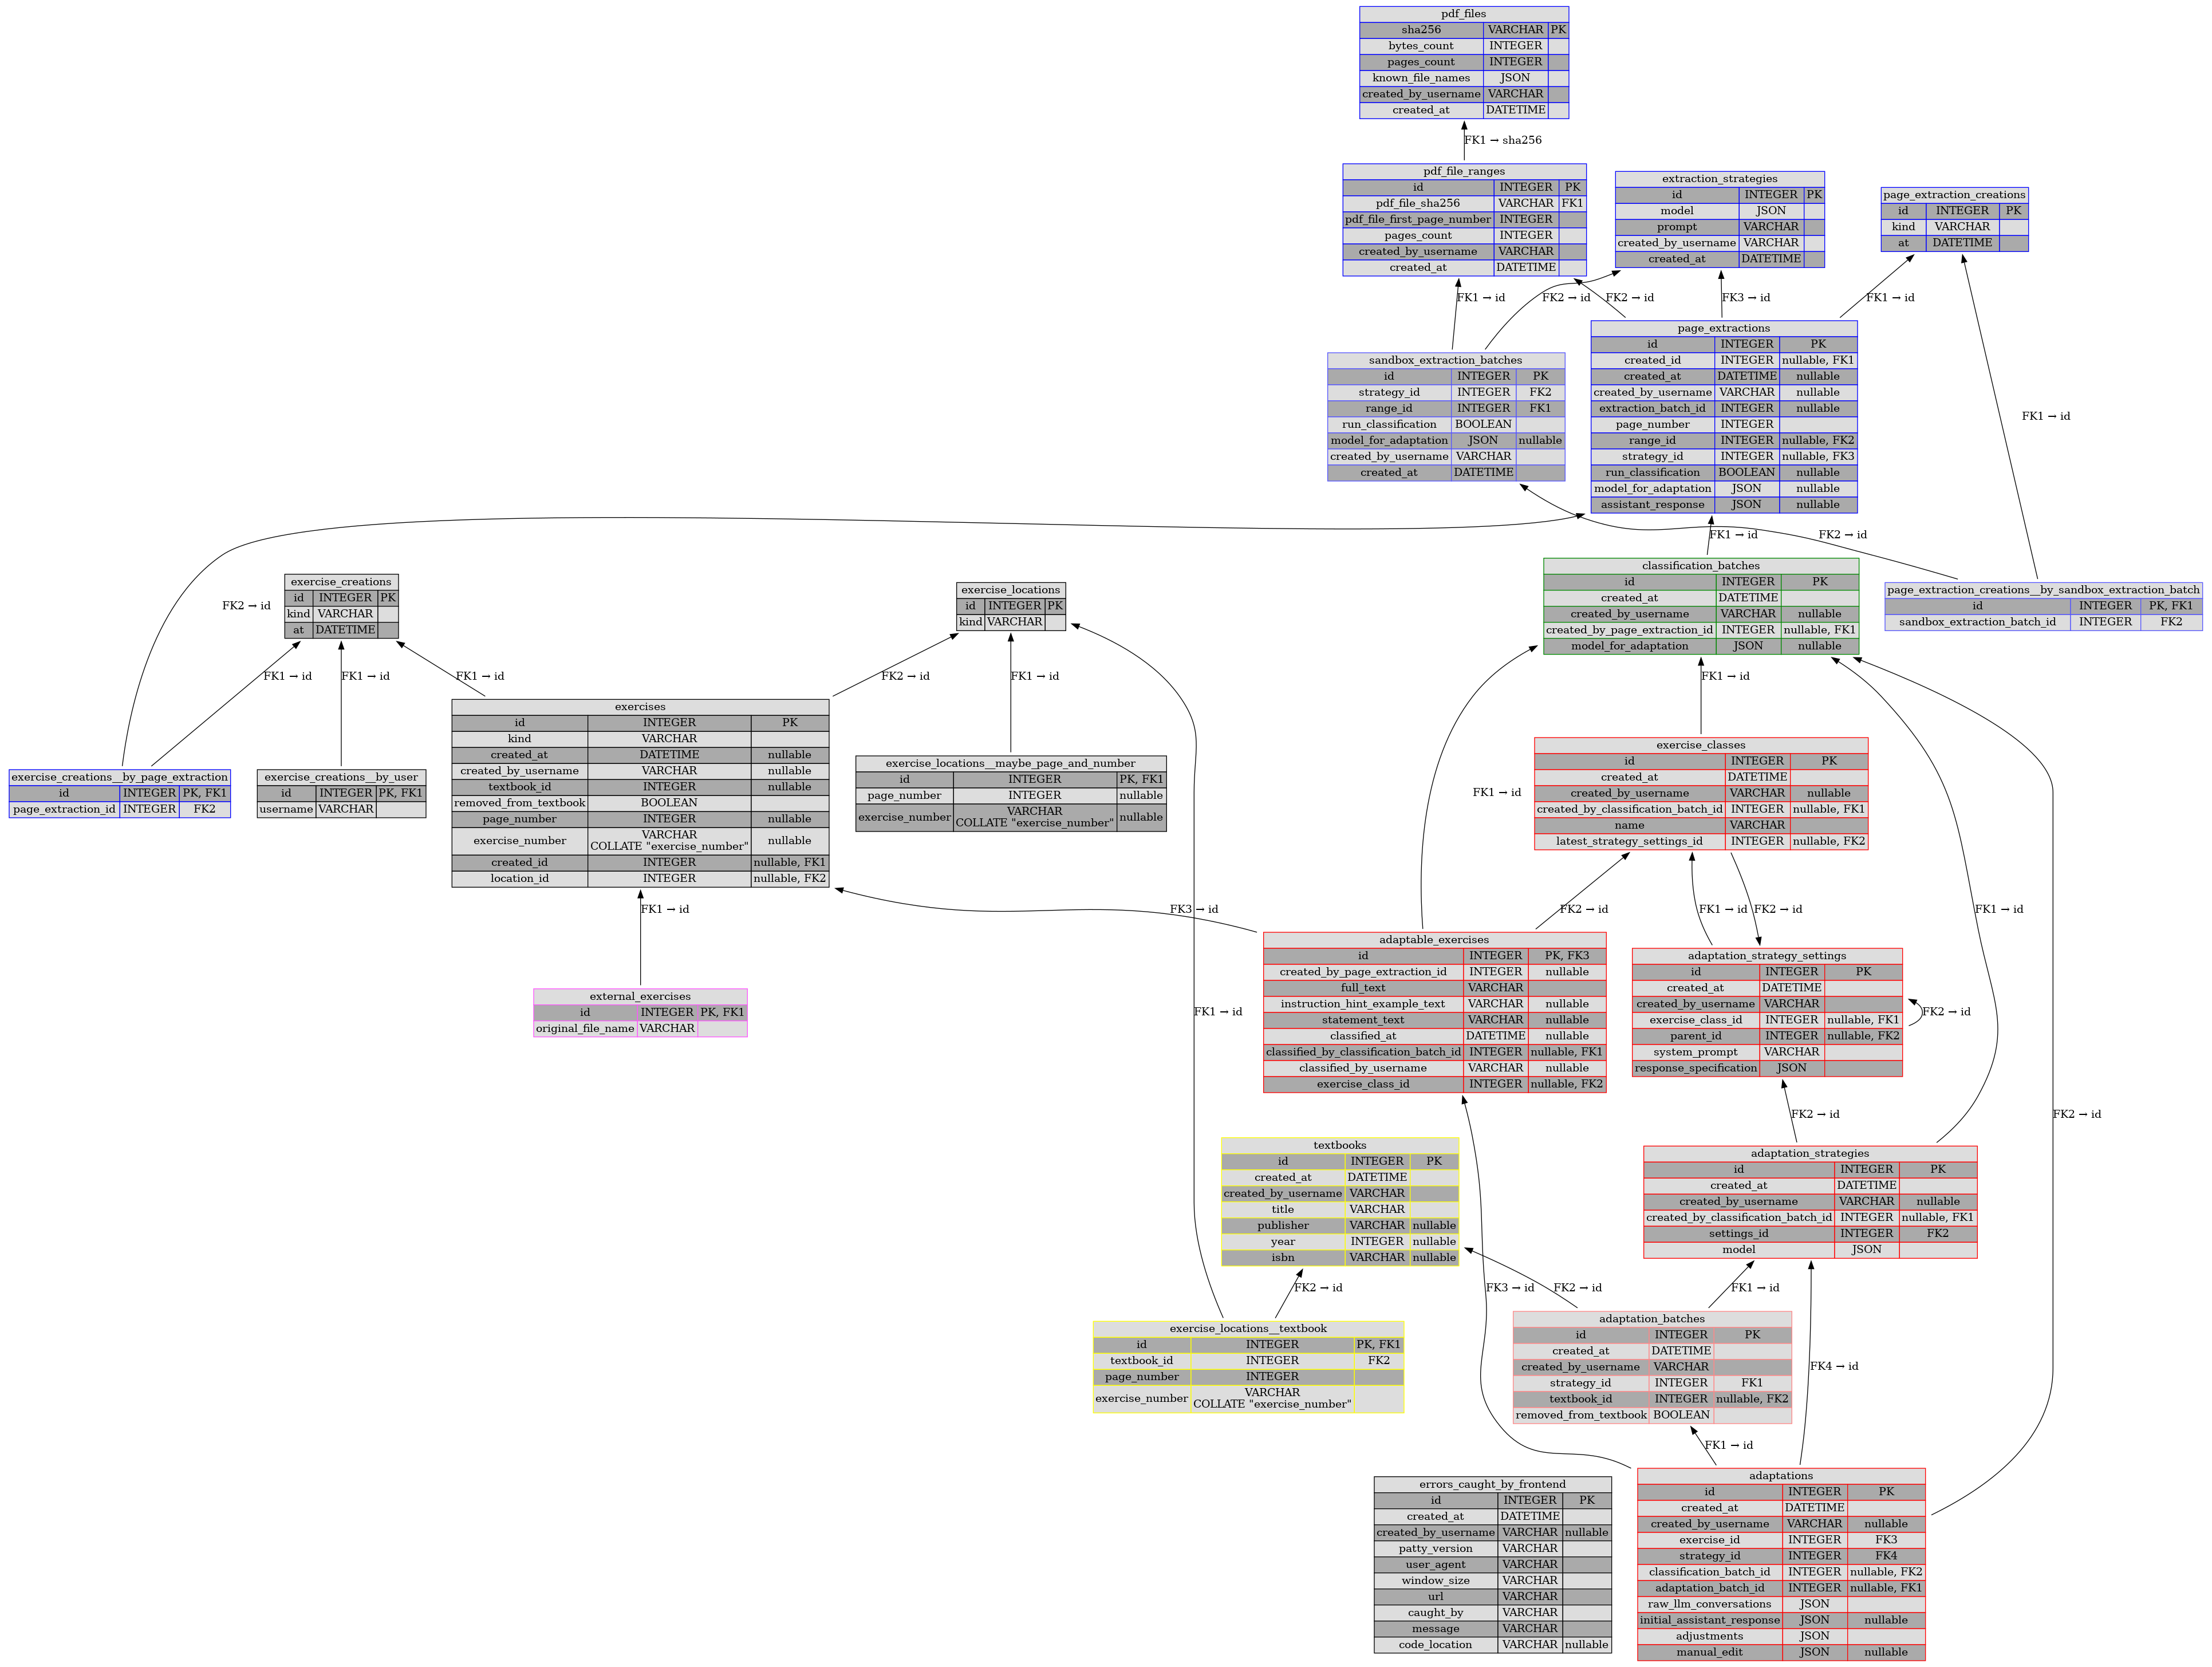 pdf_files
sha256 VARCHAR PK
bytes_count INTEGER
pages_count INTEGER
known_file_names JSON
created_by_username VARCHAR
created_at DATETIME
FK1 → sha256
pdf_file_ranges
id INTEGER PK
pdf_file_sha256 VARCHAR FK1
pdf_file_first_page_number INTEGER
pages_count INTEGER
created_by_username VARCHAR
created_at DATETIME
extraction_strategies
id INTEGER PK
model JSON
prompt VARCHAR
created_by_username VARCHAR
created_at DATETIME
page_extraction_creations
id INTEGER PK
kind VARCHAR
at DATETIME
FK1 → id
FK2 → id
FK2 → id
FK3 → id
FK1 → id
FK1 → id
sandbox_extraction_batches
id INTEGER PK
strategy_id INTEGER FK2
range_id INTEGER FK1
run_classification BOOLEAN
model_for_adaptation JSON nullable
created_by_username VARCHAR
created_at DATETIME
page_extractions
id INTEGER PK
created_id INTEGER nullable, FK1
created_at DATETIME nullable
created_by_username VARCHAR nullable
extraction_batch_id INTEGER nullable
page_number INTEGER
range_id INTEGER nullable, FK2
strategy_id INTEGER nullable, FK3
run_classification BOOLEAN nullable
model_for_adaptation JSON nullable
assistant_response JSON nullable
FK1 → id
FK2 → id
FK2 → id
exercise_creations
id INTEGER PK
kind VARCHAR
at DATETIME
exercise_locations
id INTEGER PK
kind VARCHAR
classification_batches
id INTEGER PK
created_at DATETIME
created_by_username VARCHAR nullable
created_by_page_extraction_id INTEGER nullable, FK1
model_for_adaptation JSON nullable
page_extraction_creations__by_sandbox_extraction_batch
id INTEGER PK, FK1
sandbox_extraction_batch_id INTEGER FK2
FK1 → id
FK1 → id
FK1 → id
FK2 → id
FK1 → id
FK1 → id
exercise_creations__by_page_extraction
id INTEGER PK, FK1
page_extraction_id INTEGER FK2
exercise_creations__by_user
id INTEGER PK, FK1
username VARCHAR
exercises
id INTEGER PK
kind VARCHAR
created_at DATETIME nullable
created_by_username VARCHAR nullable
textbook_id INTEGER nullable
removed_from_textbook BOOLEAN
page_number INTEGER nullable
exercise_number VARCHAR nullable
COLLATE "exercise_number"
created_id INTEGER nullable, FK1
location_id INTEGER nullable, FK2
exercise_locations__maybe_page_and_number
id INTEGER PK, FK1
page_number INTEGER nullable
exercise_number VARCHAR nullable
COLLATE "exercise_number"
FK1 → id
exercise_classes
id INTEGER PK
created_at DATETIME
created_by_username VARCHAR nullable
created_by_classification_batch_id INTEGER nullable, FK1
name VARCHAR
latest_strategy_settings_id INTEGER nullable, FK2
FK1 → id
FK3 → id
FK2 → id
FK1 → id
FK2 → id
FK1 → id
external_exercises
id INTEGER PK, FK1
original_file_name VARCHAR
FK1 → id
adaptable_exercises
id INTEGER PK, FK3
created_by_page_extraction_id INTEGER nullable
full_text VARCHAR
instruction_hint_example_text VARCHAR nullable
statement_text VARCHAR nullable
classified_at DATETIME nullable
classified_by_classification_batch_id INTEGER nullable, FK1
classified_by_username VARCHAR nullable
exercise_class_id INTEGER nullable, FK2
adaptation_strategy_settings
id INTEGER PK
created_at DATETIME
created_by_username VARCHAR
exercise_class_id INTEGER nullable, FK1
parent_id INTEGER nullable, FK2
system_prompt VARCHAR
response_specification JSON
FK2 → id
FK2 → id
FK2 → id
textbooks
id INTEGER PK
created_at DATETIME
created_by_username VARCHAR
title VARCHAR
publisher VARCHAR nullable
year INTEGER nullable
isbn VARCHAR nullable
adaptation_strategies
id INTEGER PK
created_at DATETIME
created_by_username VARCHAR nullable
created_by_classification_batch_id INTEGER nullable, FK1
settings_id INTEGER FK2
model JSON
FK2 → id
FK3 → id
FK2 → id
FK1 → id
exercise_locations__textbook
id INTEGER PK, FK1
textbook_id INTEGER FK2
page_number INTEGER
exercise_number VARCHAR
COLLATE "exercise_number"
adaptation_batches
id INTEGER PK
created_at DATETIME
created_by_username VARCHAR
strategy_id INTEGER FK1
textbook_id INTEGER nullable, FK2
removed_from_textbook BOOLEAN
FK4 → id
FK1 → id
errors_caught_by_frontend
id INTEGER PK
created_at DATETIME
created_by_username VARCHAR nullable
patty_version VARCHAR
user_agent VARCHAR
window_size VARCHAR
url VARCHAR
caught_by VARCHAR
message VARCHAR
code_location VARCHAR nullable
adaptations
id INTEGER PK
created_at DATETIME
created_by_username VARCHAR nullable
exercise_id INTEGER FK3
strategy_id INTEGER FK4
classification_batch_id INTEGER nullable, FK2
adaptation_batch_id INTEGER nullable, FK1
raw_llm_conversations JSON
initial_assistant_response JSON nullable
adjustments JSON
manual_edit JSON nullable